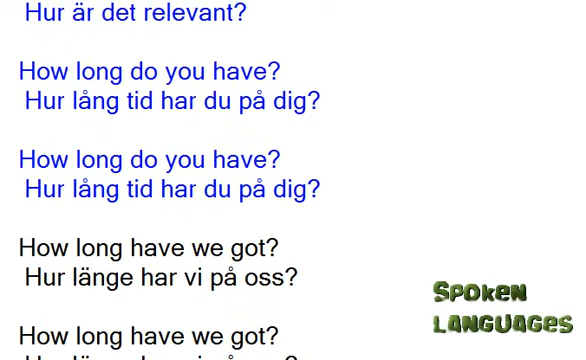 Hur är det relevant?
How long do you have?
Hur lång tid har du på dig?
How long do you have?
Hur lång tid har du på dig?
How long have we got?
Hur länge har vi på oss?
How long have we got?
SPOKEN
LANGUAGES